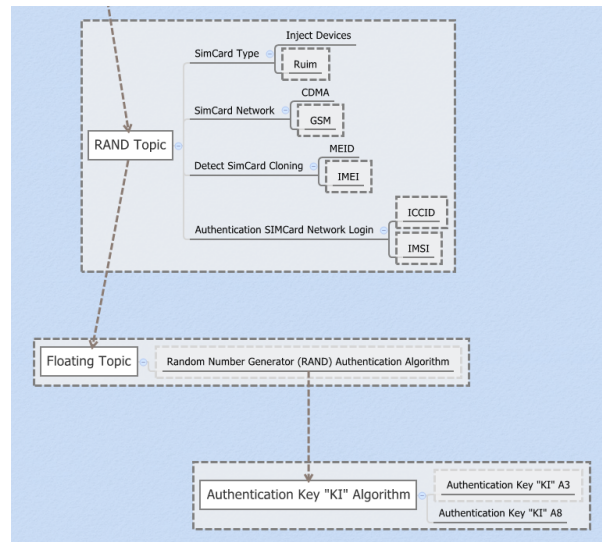 Inject Devices
SimCard Type
Ruim
CDMA
SimCard Network
GSM
RAND Topic
MEID
Detect SimCard Cloning
IMEI
ICCID
Authentication SIMCard Network Login
IMSI
Floating Topic
Random Number Generator (RAND) Authentication Algorithm
Authentication Key "KI" Algorithm
Authentication Key "KI" A3
Authentication Key "KI" A8